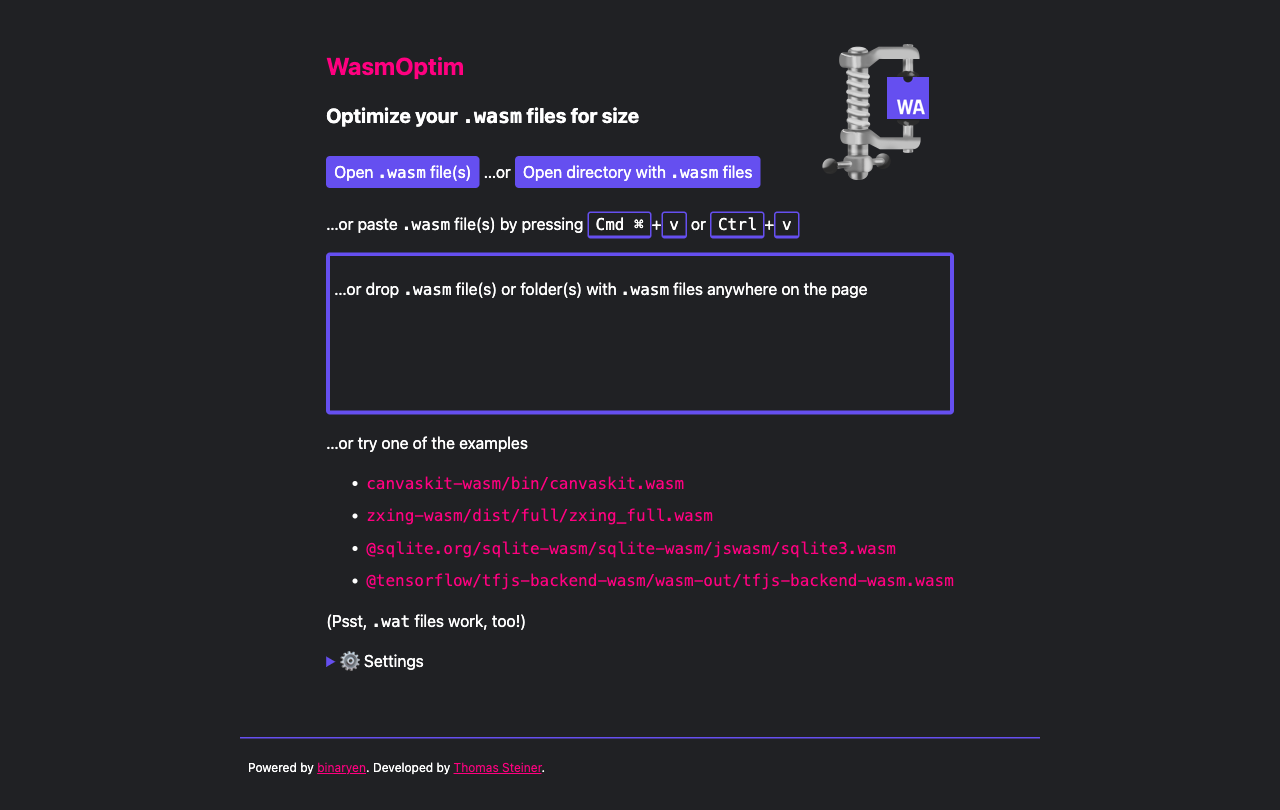 WasmOptim
WA
Optimize your .wasm files for size
Open .wasm file(s) ...or Open directory with .wasm files
...or paste .wasm file(s) by pressing Cmd ⌘+v or Ctrl+v
...or drop .wasm file(s) or folder(s) with .wasm files anywhere on the page
...or try one of the examples
• canvaskit-wasm/bin/canvaskit.wasm
• zxing-wasm/dist/full/zxing_full.wasm
• @sqlite.org/sqlite-wasm/sqlite-wasm/jswasm/sqlite3.wasm
• @tensorflow/tfjs-backend-wasm/wasm-out/tfjs-backend-wasm.wasm
(Psst, .wat files work, too!)
▶ ⚙️ Settings
Powered by binaryen. Developed by Thomas Steiner.